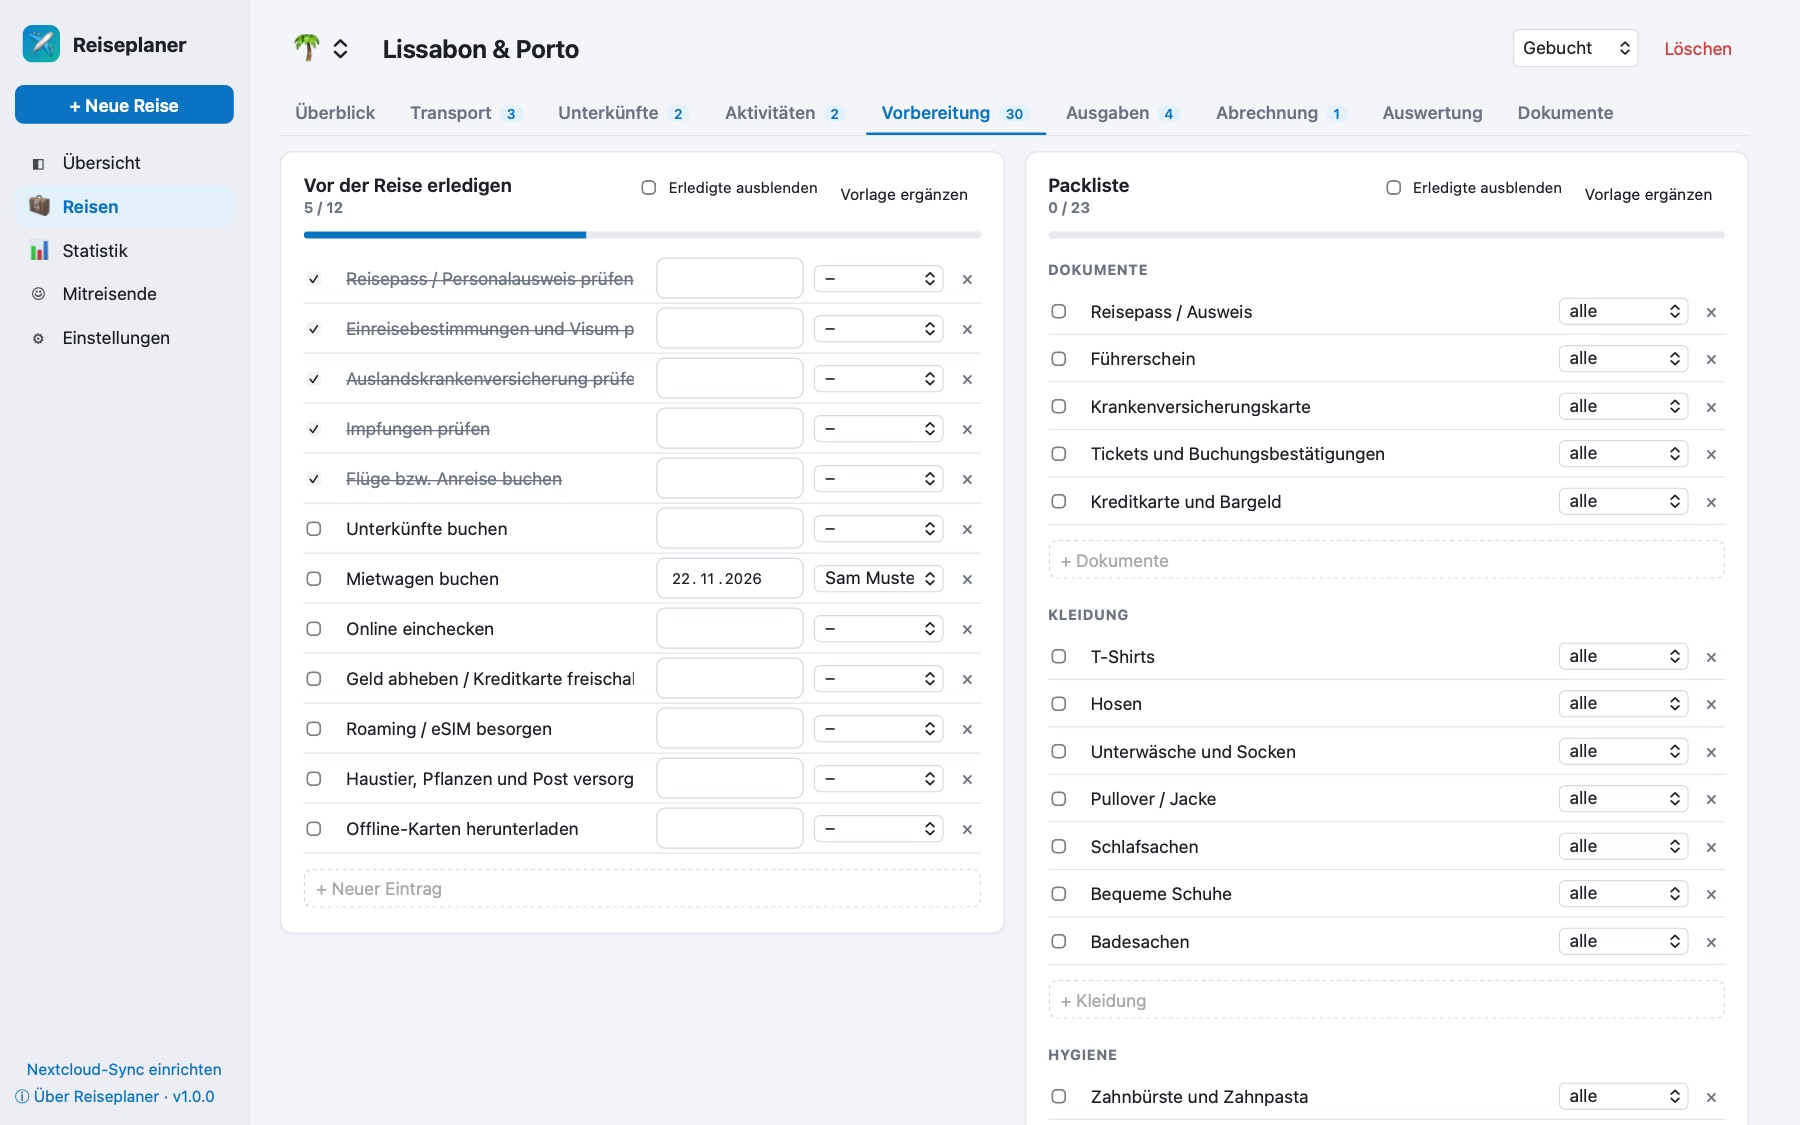 Reiseplaner
+ Neue Reise
Übersicht
Reisen
Statistik
Mitreisende
Einstellungen
Nextcloud-Sync einrichten
ⓘ Über Reiseplaner · v1.0.0
Lissabon & Porto
Gebucht
Löschen
Überblick
Transport 3
Unterkünfte 2
Aktivitäten 2
Vorbereitung 30
Ausgaben 4
Abrechnung 1
Auswertung
Dokumente
Vor der Reise erledigen
5 / 12
Erledigte ausblenden
Vorlage ergänzen
Reisepass / Personalausweis prüfen – ×
Einreisebestimmungen und Visum p – ×
Auslandskrankenversicherung prüfe – ×
Impfungen prüfen – ×
Flüge bzw. Anreise buchen – ×
Unterkünfte buchen – ×
Mietwagen buchen 22.11.2026 Sam Muste ×
Online einchecken – ×
Geld abheben / Kreditkarte freischal – ×
Roaming / eSIM besorgen – ×
Haustier, Pflanzen und Post versorg – ×
Offline-Karten herunterladen – ×
+ Neuer Eintrag
Packliste
0 / 23
Erledigte ausblenden
Vorlage ergänzen
DOKUMENTE
Reisepass / Ausweis alle ×
Führerschein alle ×
Krankenversicherungskarte alle ×
Tickets und Buchungsbestätigungen alle ×
Kreditkarte und Bargeld alle ×
+ Dokumente
KLEIDUNG
T-Shirts alle ×
Hosen alle ×
Unterwäsche und Socken alle ×
Pullover / Jacke alle ×
Schlafsachen alle ×
Bequeme Schuhe alle ×
Badesachen alle ×
+ Kleidung
HYGIENE
Zahnbürste und Zahnpasta alle ×